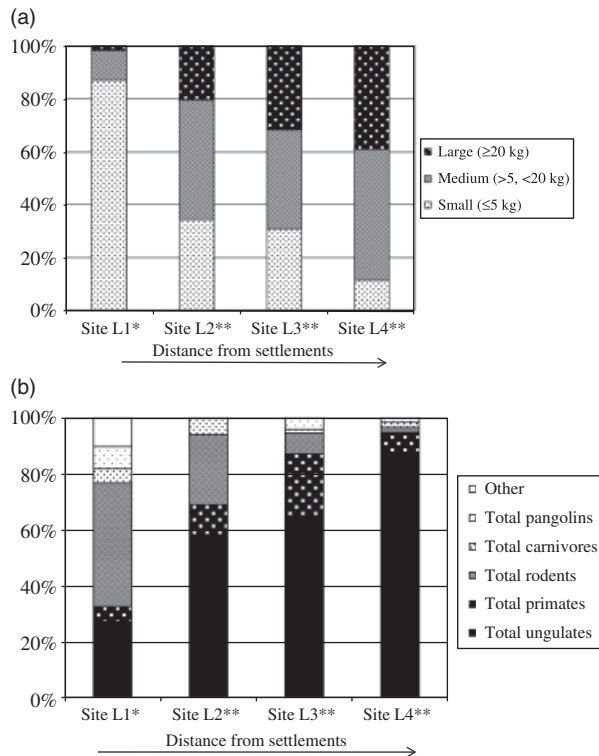 (a)
100%
80%
60%
40%
20%
0%
Large (≥20 kg)
Medium (>5, <20 kg)
Small (≤5 kg)
Site L1* Site L2** Site L3** Site L4**
Distance from settlements
(b)
100%
80%
60%
40%
20%
0%
Other
Total pangolins
Total carnivores
Total rodents
Total primates
Total ungulates
Site L1* Site L2** Site L3** Site L4**
Distance from settlements